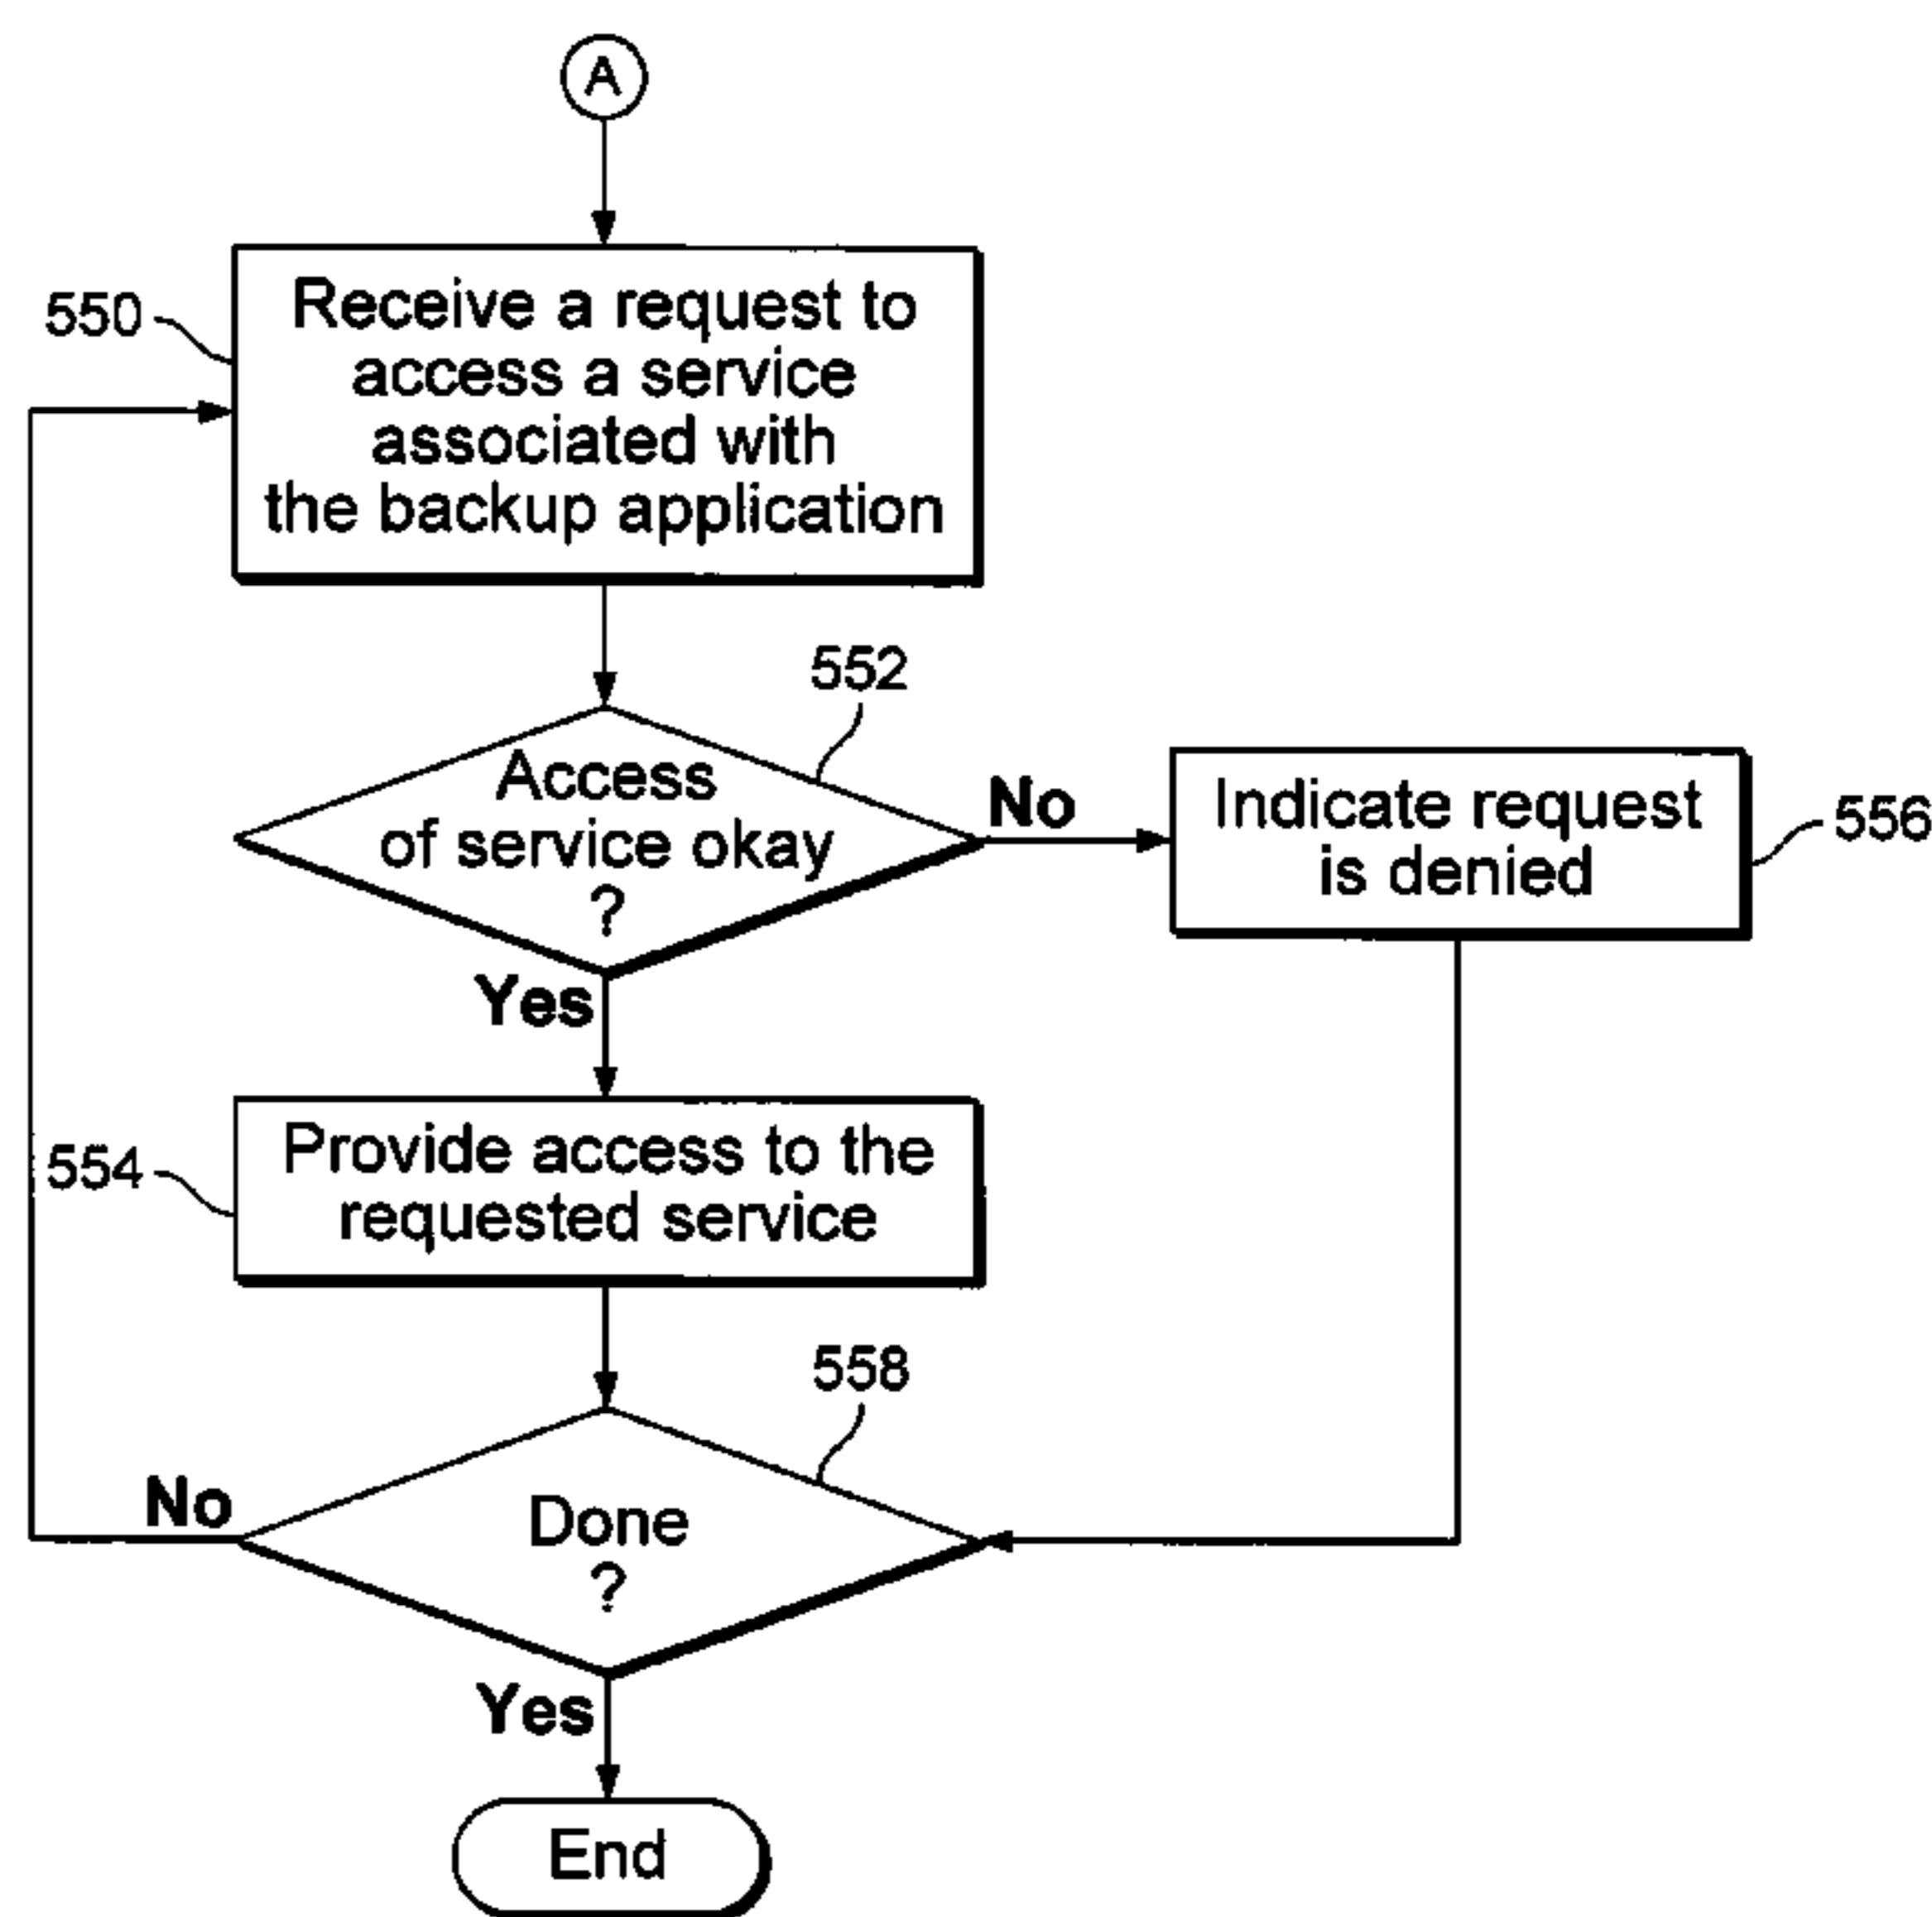 A
550
Receive a request to
access a service
associated with
the backup application
552
Access
of service okay
?
No
Indicate request
is denied
556
Yes
554
Provide access to the
requested service
558
Done
?
No
Yes
End